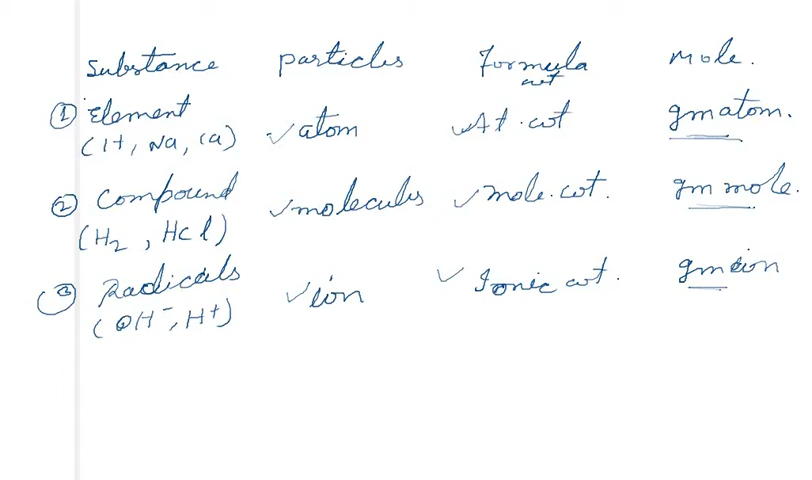 Substance particles Formula wt mole.
① Element ✓atom ✓At. wt gm atom.
(H, Na, Ca)
② Compound ✓molecules ✓mole. wt. gm mole.
(H₂, HCl)
③ Radicals ✓ion ✓Ionic wt. gm ion
(OH⁻, H⁺)